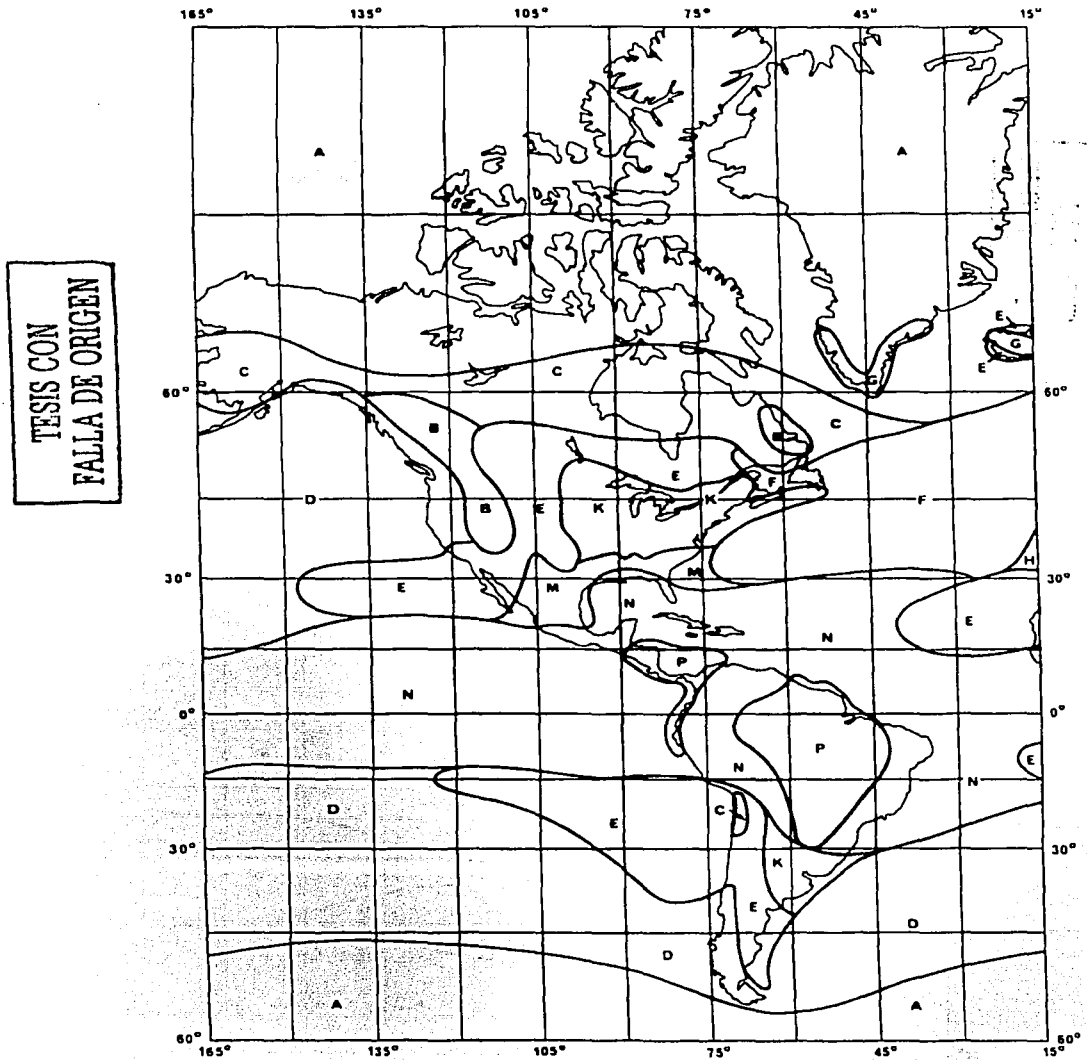 165° 135° 105° 75° 45° 15°
A A
TESIS CON
FALLA DE ORIGEN
E
G
E
C C G
60° 60°
B B C
E F
D B E K K F
M H
30° 30°
E M N E
N
P
N
0° 0°
P
N E
N
D E C
30° 30°
K
E
D D
A A
60° 50°
165° 135° 105° 75° 45° 15°